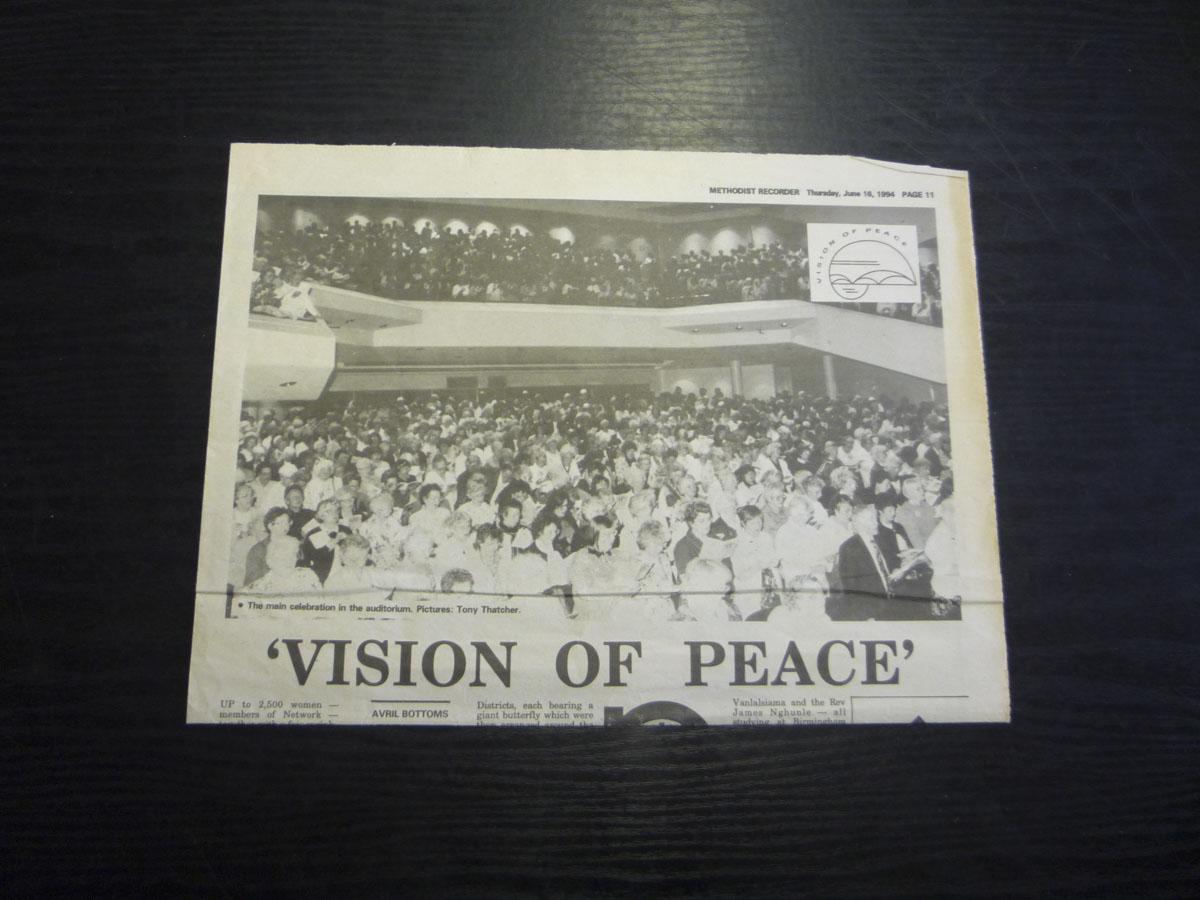 METHODIST RECORDER Thursday, June 16, 1994 PAGE 11
VISION OF PEACE
• The main celebration in the auditorium. Pictures: Tony Thatcher.
‘VISION OF PEACE’
UP to 2,500 women —
members of Network —
AVRIL BOTTOMS
Districts, each bearing a
giant butterfly which were
Vanlalsiama and the Rev
James Nghunle — all
studying at Birmingham